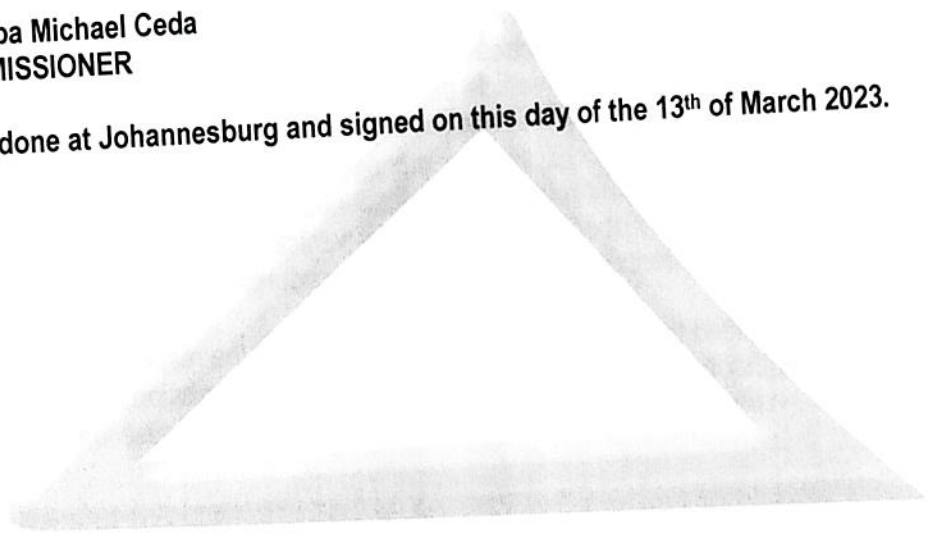 Michael Ceda
done at Johannesburg and signed on this day of the 13th of March 2023.